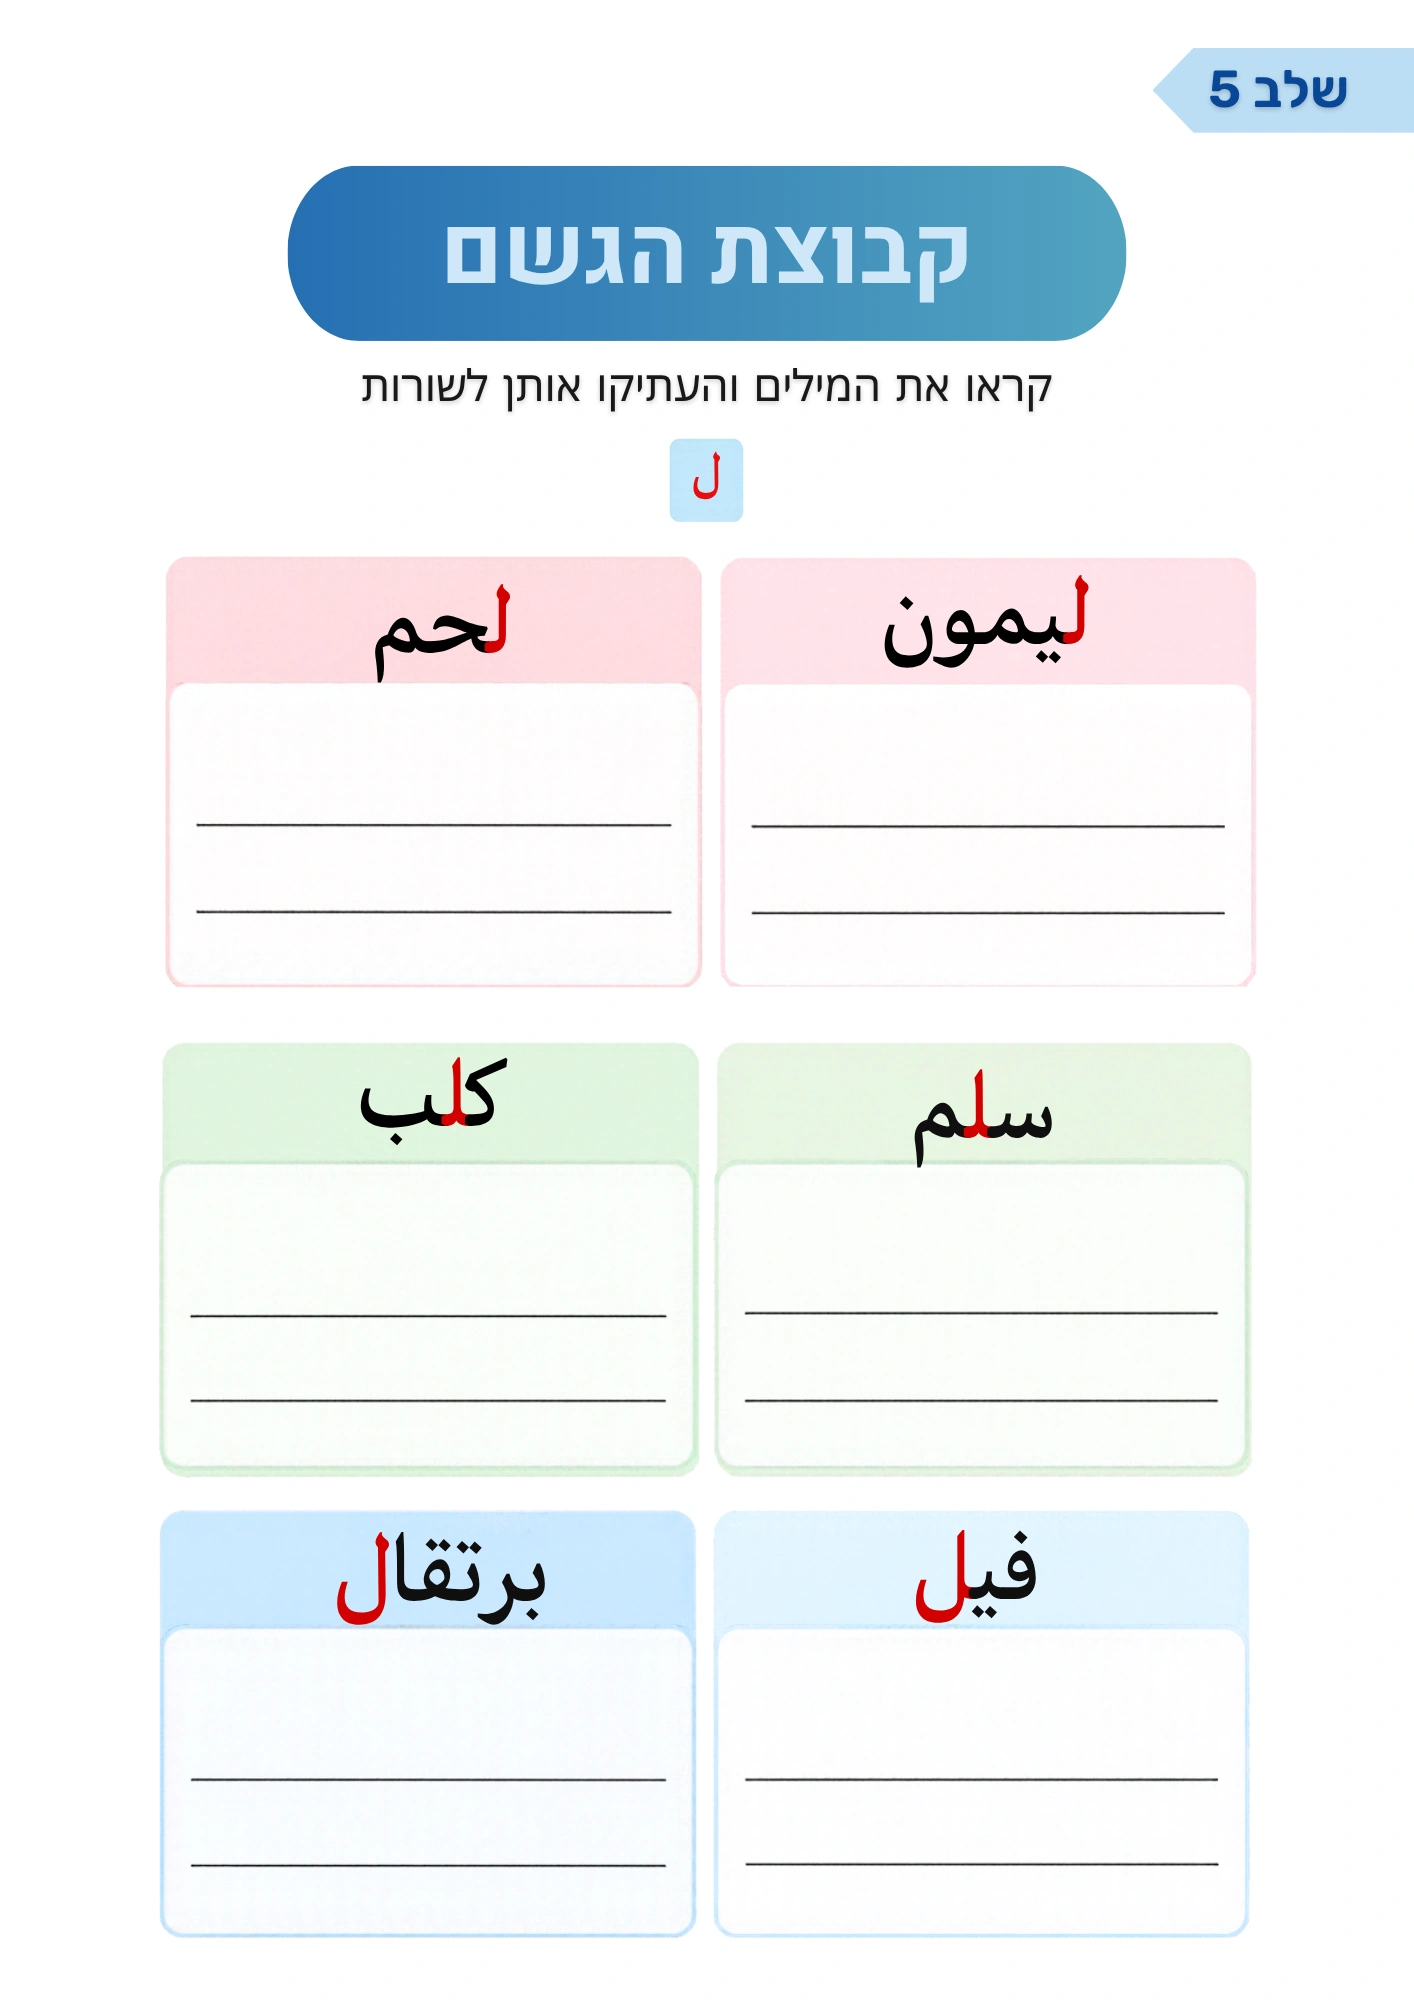 שלב 5
קבוצת הגשם
קראו את המילים והעתיקו אותן לשורות
ل
ليمون
لحم
سلم
كلب
فيل
برتقال